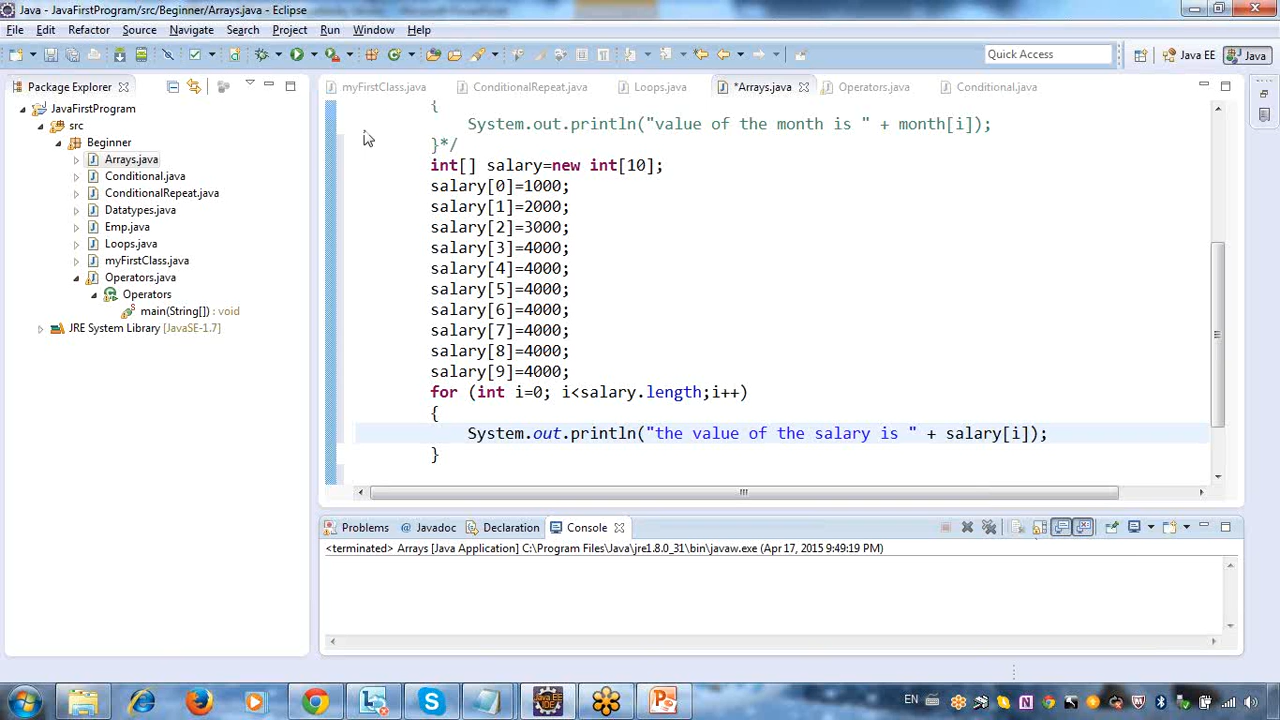 Java - JavaFirstProgram/src/Beginner/Arrays.java - Eclipse
File Edit Refactor Source Navigate Search Project Run Window Help
Quick Access
Java EE
Java
Package Explorer
JavaFirstProgram
src
Beginner
Arrays.java
Conditional.java
ConditionalRepeat.java
Datatypes.java
Emp.java
Loops.java
myFirstClass.java
Operators.java
Operators
main(String[]) : void
JRE System Library [JavaSE-1.7]
myFirstClass.java ConditionalRepeat.java Loops.java *Arrays.java Operators.java Conditional.java
{
System.out.println("value of the month is " + month[i]);
}*/
int[] salary=new int[10];
salary[0]=1000;
salary[1]=2000;
salary[2]=3000;
salary[3]=4000;
salary[4]=4000;
salary[5]=4000;
salary[6]=4000;
salary[7]=4000;
salary[8]=4000;
salary[9]=4000;
for (int i=0; i<salary.length;i++)
{
System.out.println("the value of the salary is " + salary[i]);
}
Problems @ Javadoc Declaration Console
<terminated> Arrays [Java Application] C:\Program Files\Java\jre1.8.0_31\bin\javaw.exe (Apr 17, 2015 9:49:19 PM)
EN